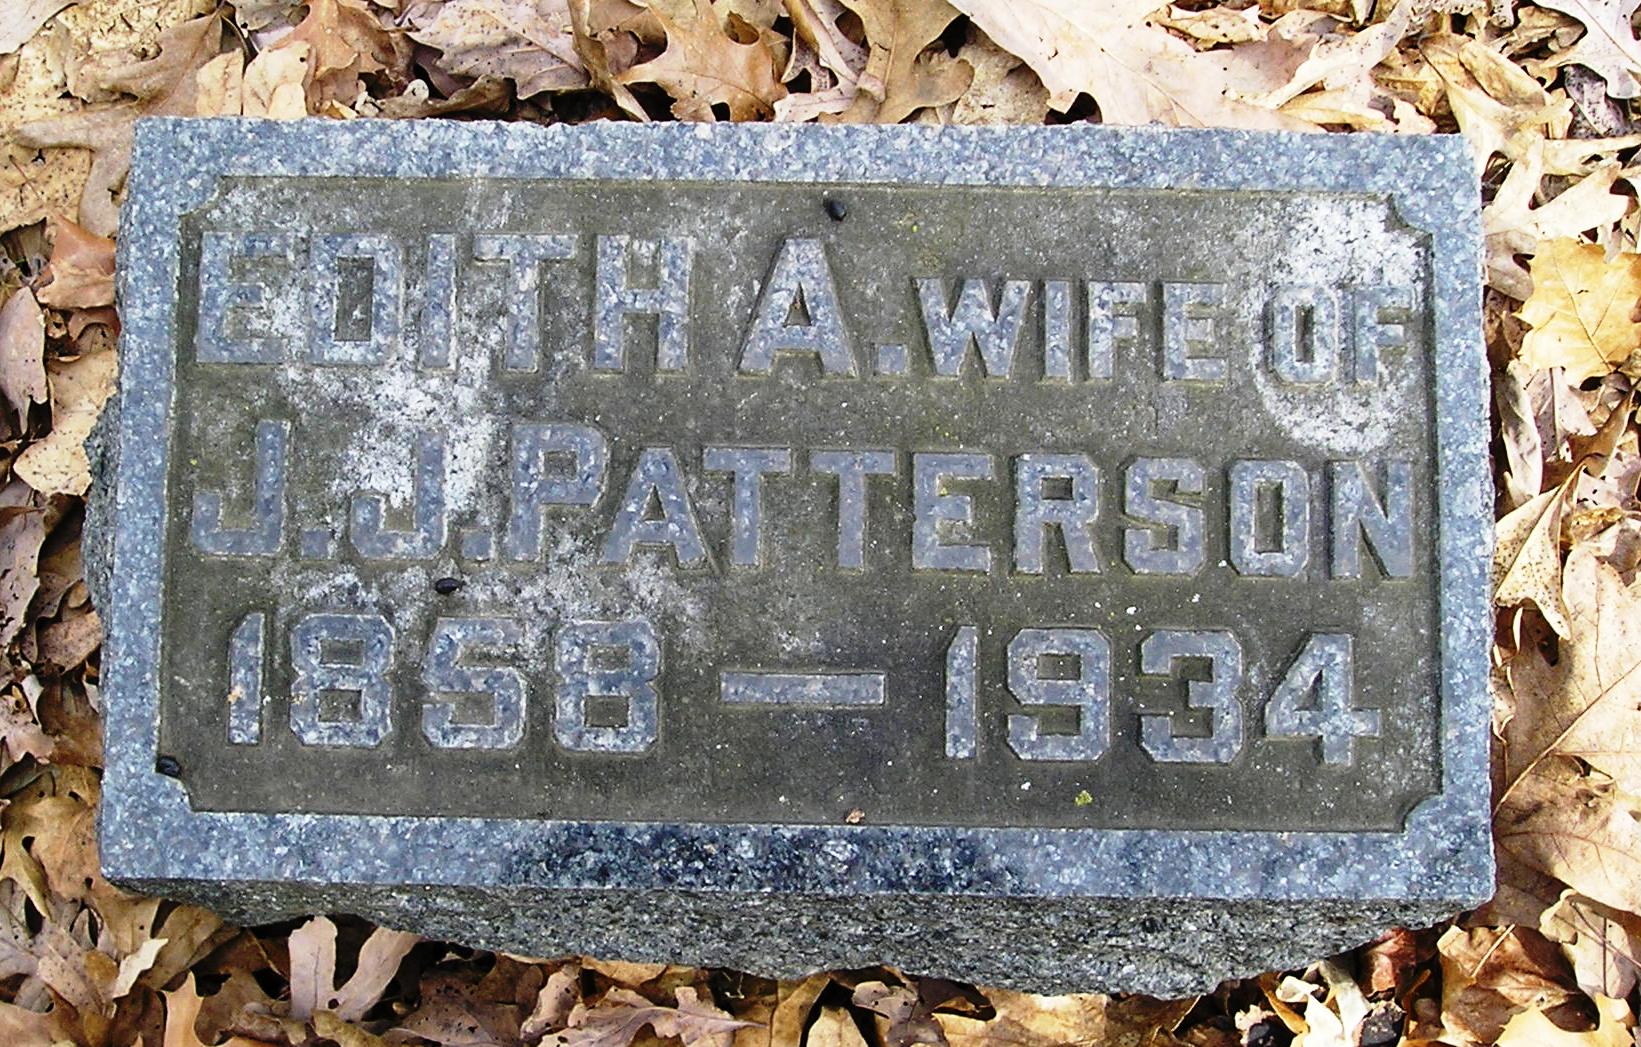 EDITH A. WIFE OF
J. J. PATTERSON
1858 — 1934